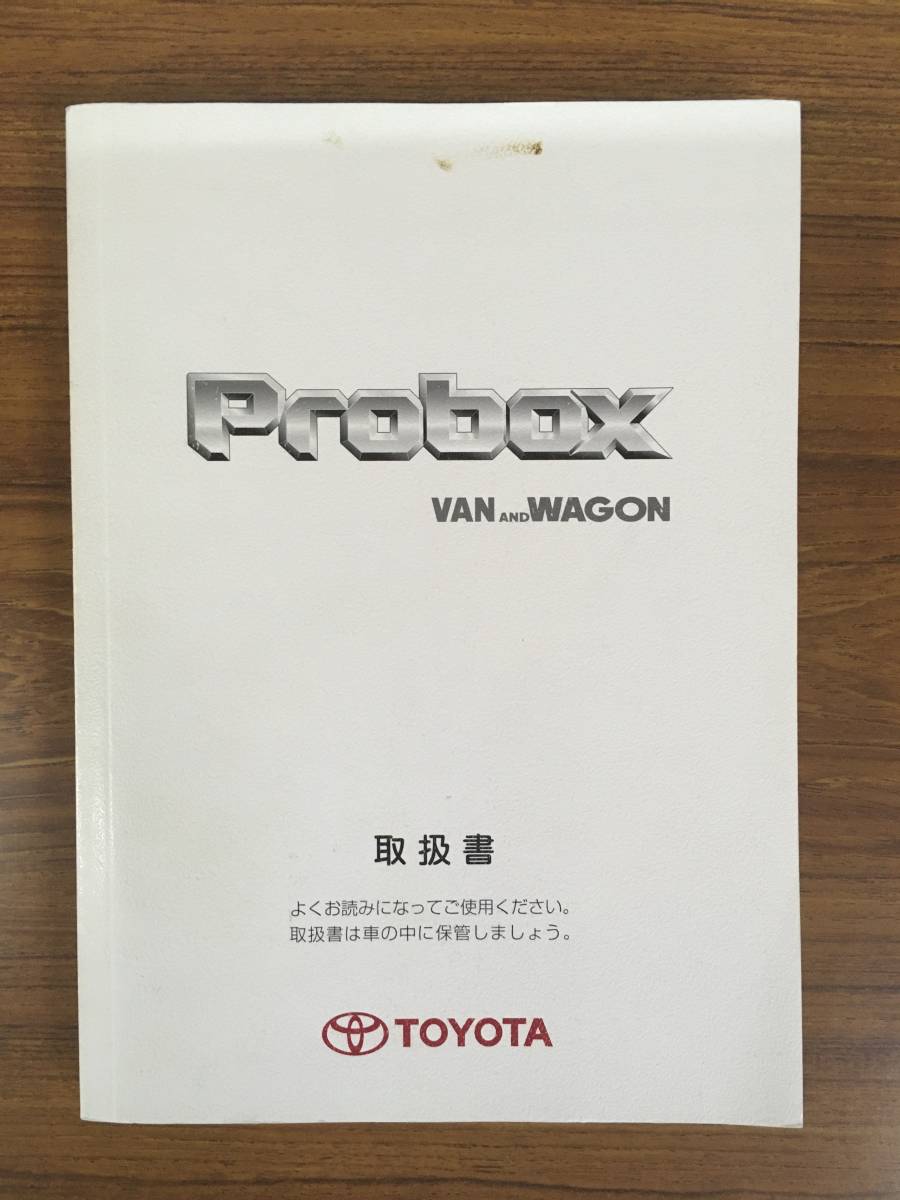 Probox
VAN AND WAGON
取扱書
よくお読みになってご使用ください。
取扱書は車の中に保管しましょう。
TOYOTA